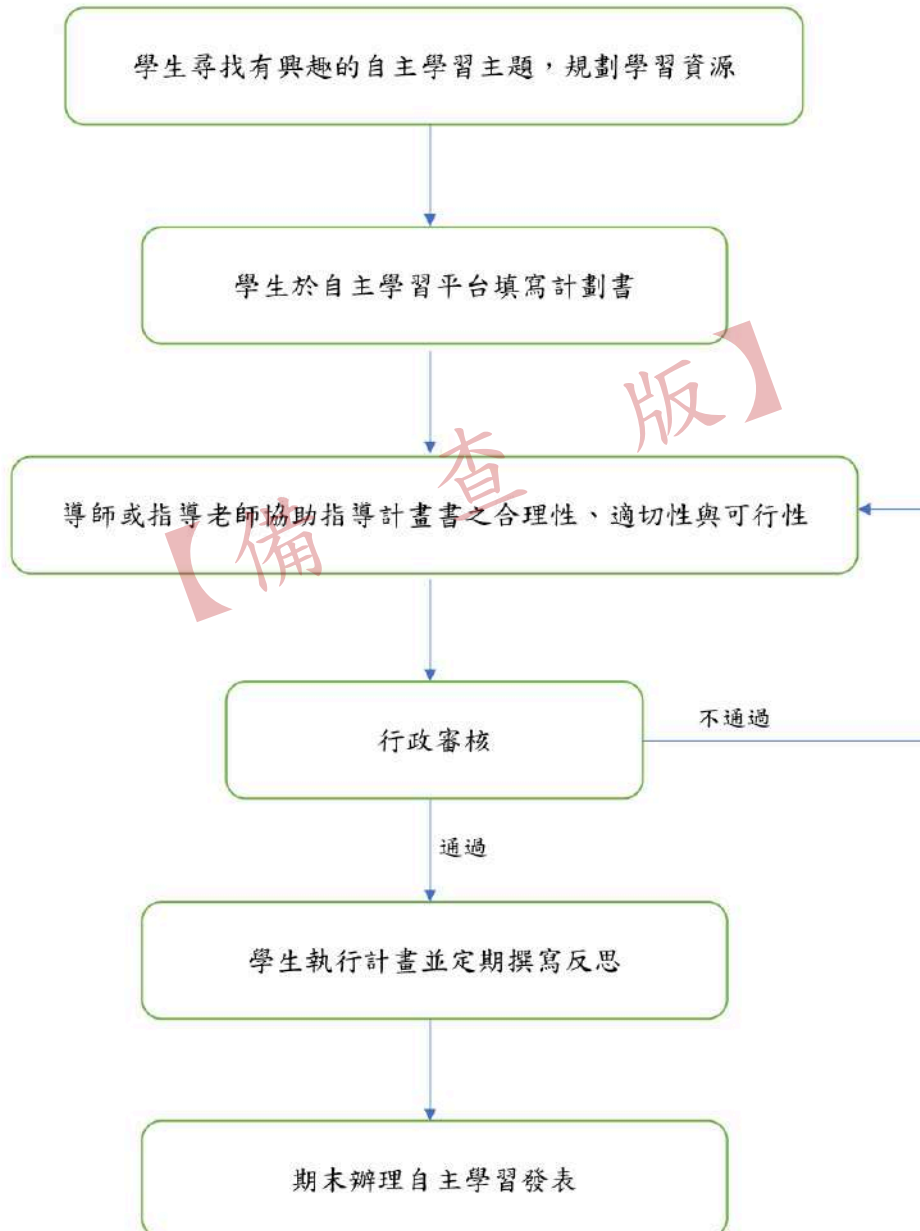 學生尋找有興趣的自主學習主題，規劃學習資源
學生於自主學習平台填寫計劃書
導師或指導老師協助指導計畫書之合理性、適切性與可行性
【備查版】
行政審核
不通過
通過
學生執行計畫並定期撰寫反思
期末辦理自主學習發表